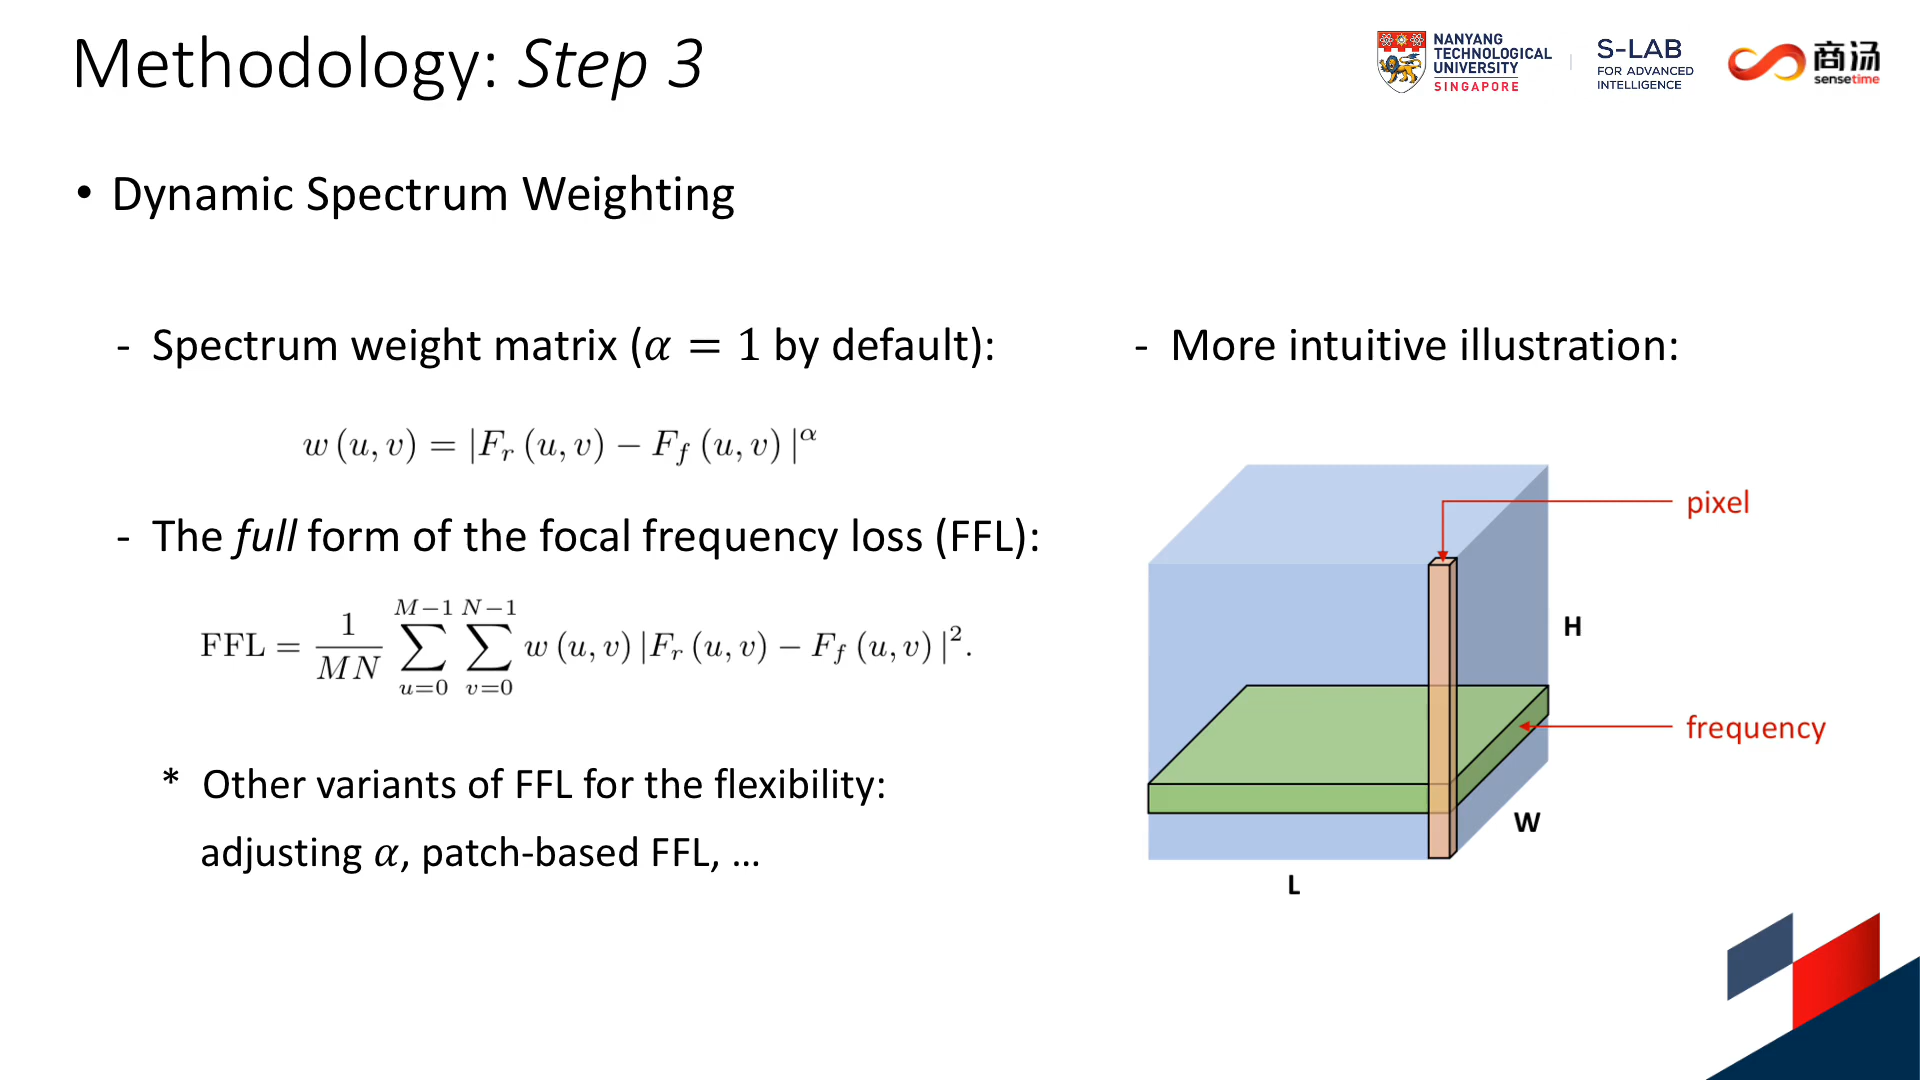 Methodology: Step 3
NANYANG
TECHNOLOGICAL
UNIVERSITY
SINGAPORE
S-LAB
FOR ADVANCED
INTELLIGENCE
商汤
sensetime
• Dynamic Spectrum Weighting
- Spectrum weight matrix (α = 1 by default):
w (u, v) = |F_r (u, v) − F_f (u, v) |^α
- The full form of the focal frequency loss (FFL):
FFL = \frac{1}{MN} \sum_{u=0}^{M−1} \sum_{v=0}^{N−1} w (u, v) |F_r (u, v) − F_f (u, v) |^2.
* Other variants of FFL for the flexibility:
adjusting α, patch-based FFL, ...
- More intuitive illustration:
pixel
H
frequency
W
L